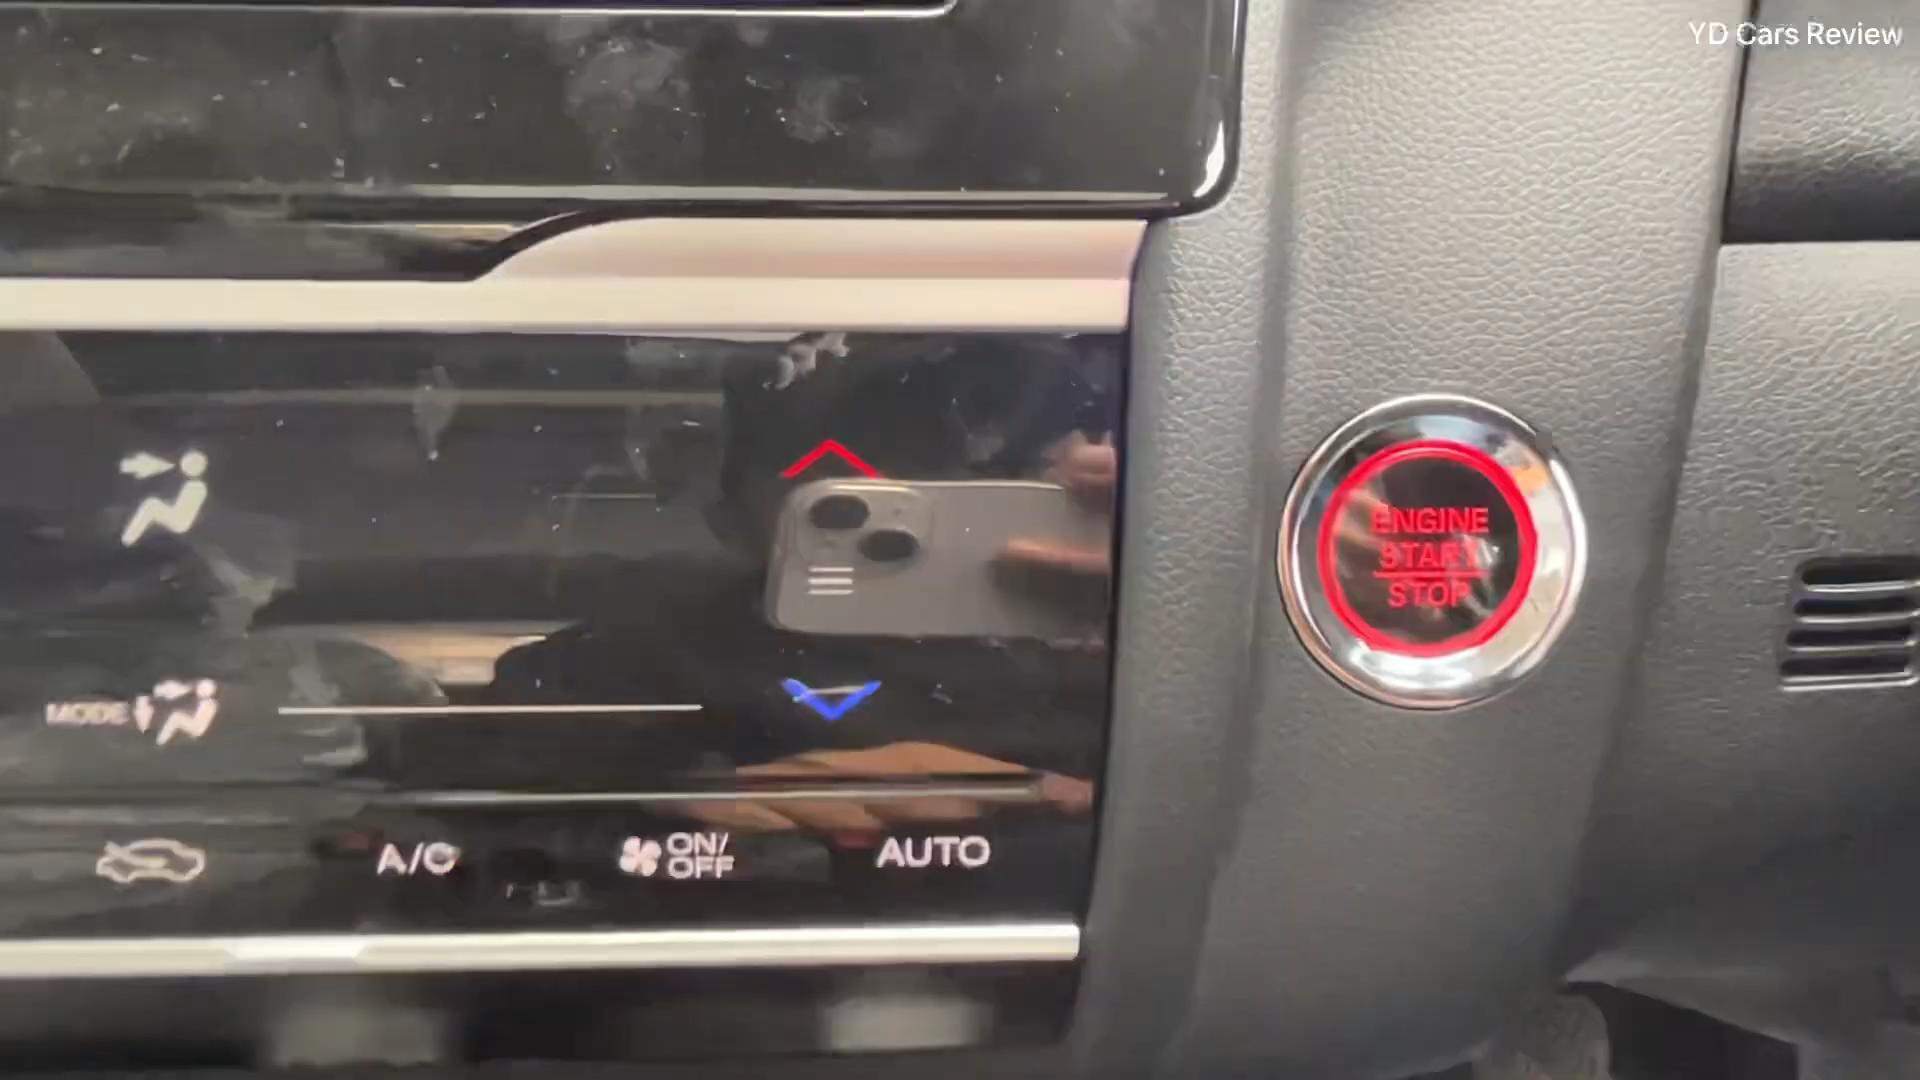 YD Cars Review
ENGINE
START
STOP
MODE
A/C
ON/
OFF
AUTO